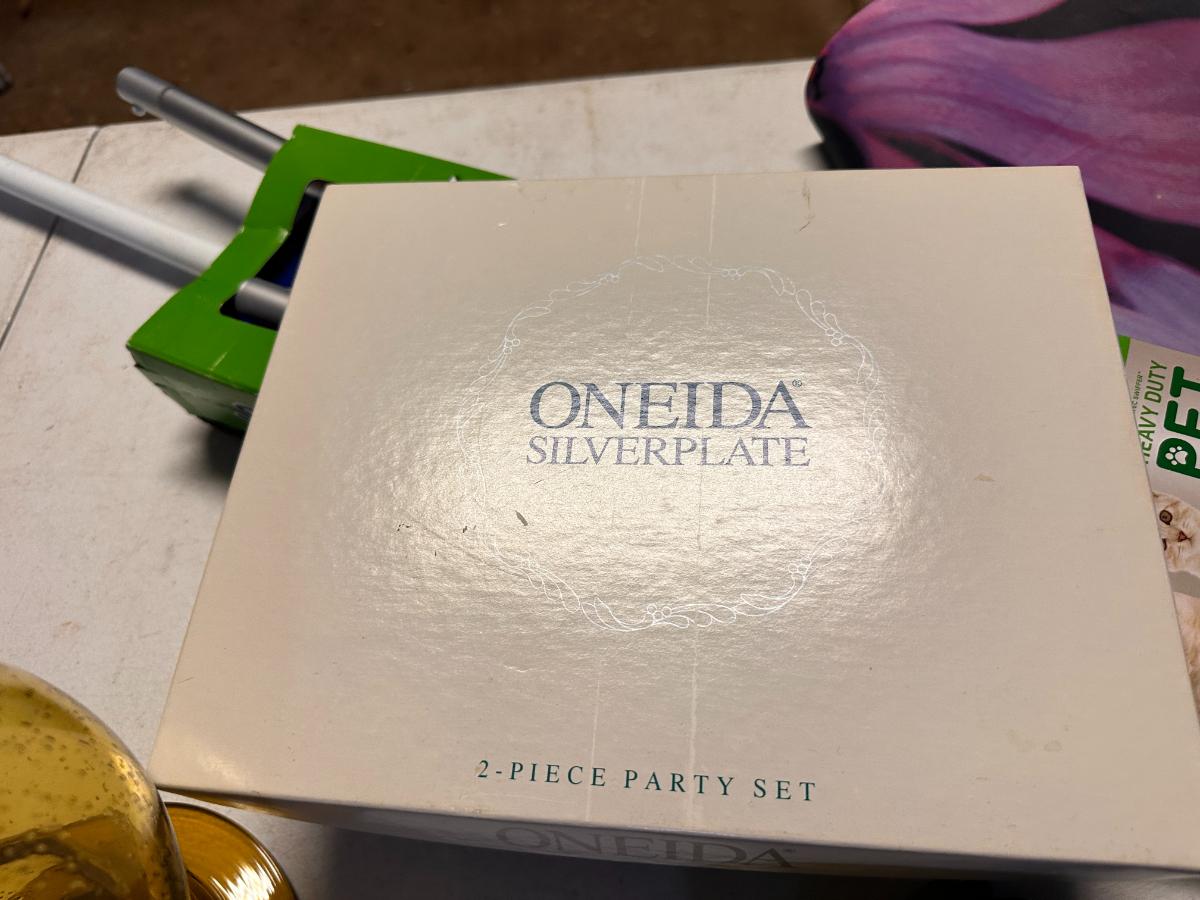 ONEIDA®
SILVERPLATE
2-PIECE PARTY SET
ONEIDA
HEAVY DUTY
PET